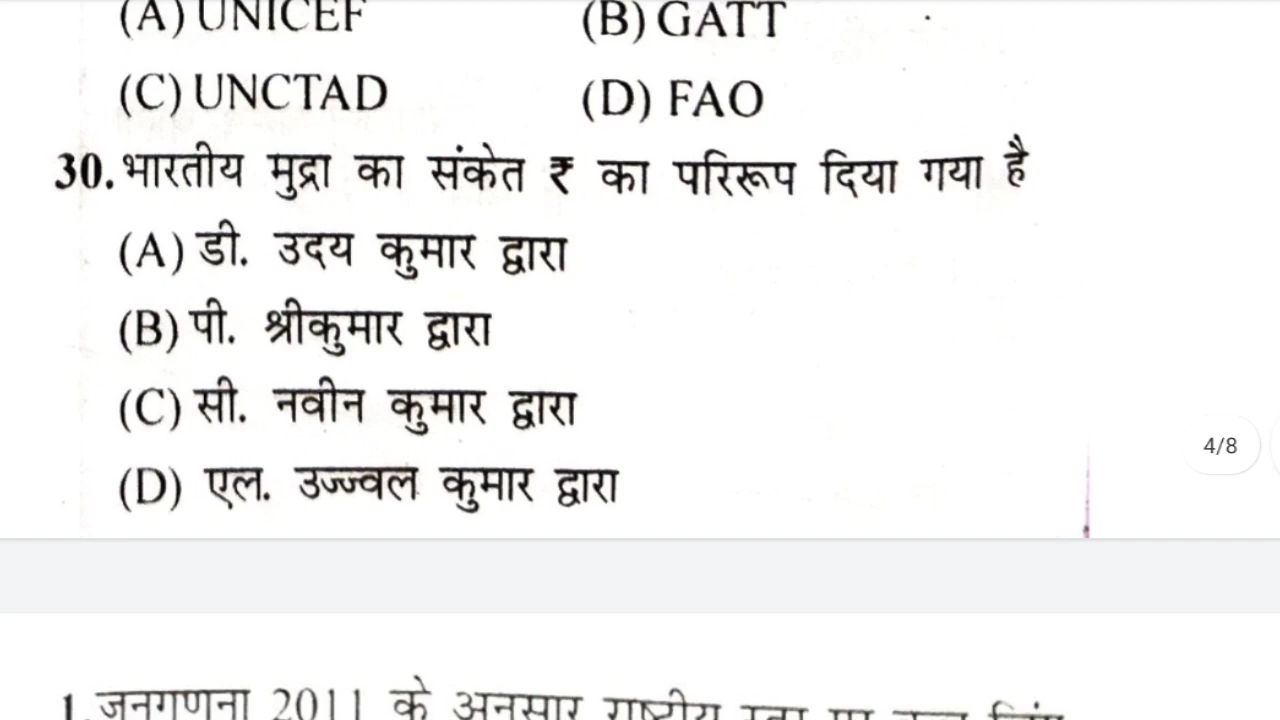 (A) UNICEF (B) GATT
(C) UNCTAD (D) FAO
30. भारतीय मुद्रा का संकेत ₹ का परिरूप दिया गया है
(A) डी. उदय कुमार द्वारा
(B) पी. श्रीकुमार द्वारा
(C) सी. नवीन कुमार द्वारा
(D) एल. उज्ज्वल कुमार द्वारा
4/8
1. जनगणना 2011 के अनुसार राष्ट्रीय